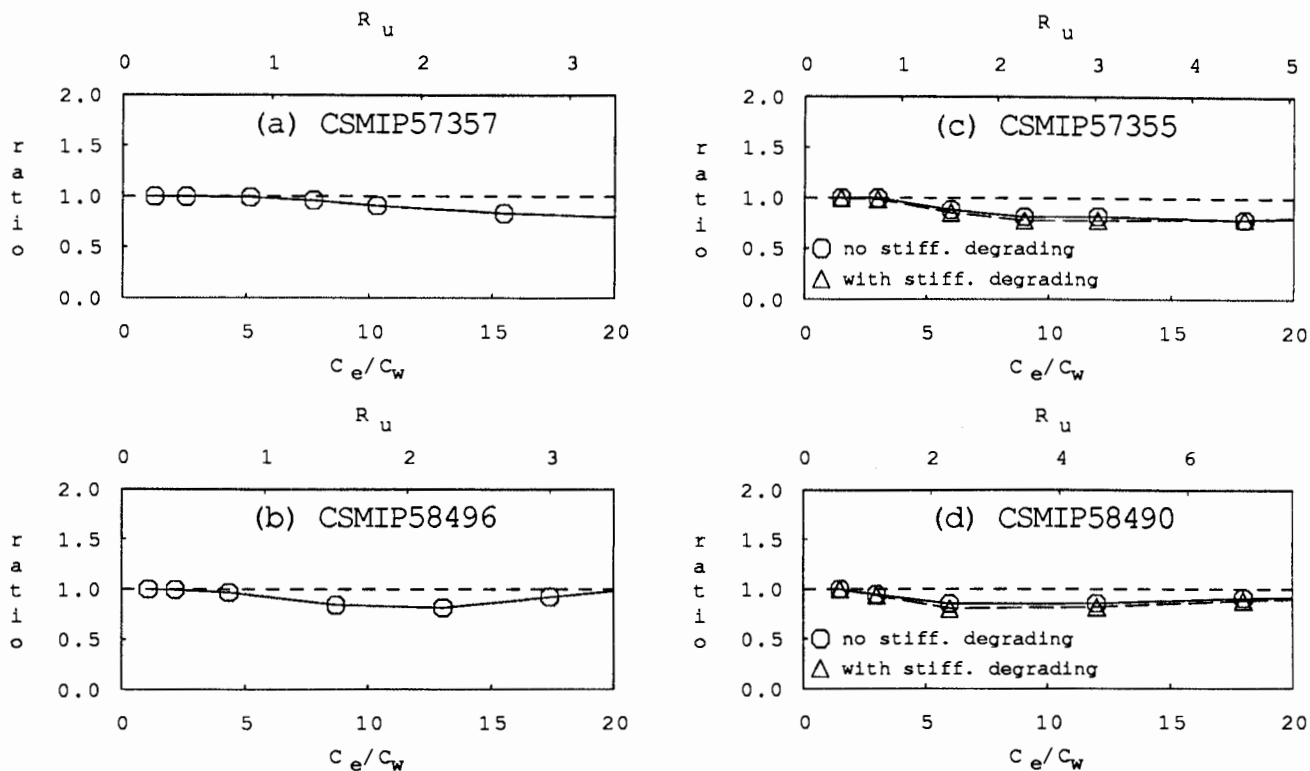 R u
0 1 2 3
2.0
(a) CSMIP57357
1.5
ratio
1.0
0.5
0.0
0 5 10 15 20
C e/C w
R u
0 1 2 3 4 5
2.0
(c) CSMIP57355
1.5
ratio
1.0
0.5
no stiff. degrading
with stiff. degrading
0.0
0 5 10 15 20
C e/C w
R u
0 1 2 3
2.0
(b) CSMIP58496
1.5
ratio
1.0
0.5
0.0
0 5 10 15 20
C e/C w
R u
0 2 4 6
2.0
(d) CSMIP58490
1.5
ratio
1.0
0.5
no stiff. degrading
with stiff. degrading
0.0
0 5 10 15 20
C e/C w